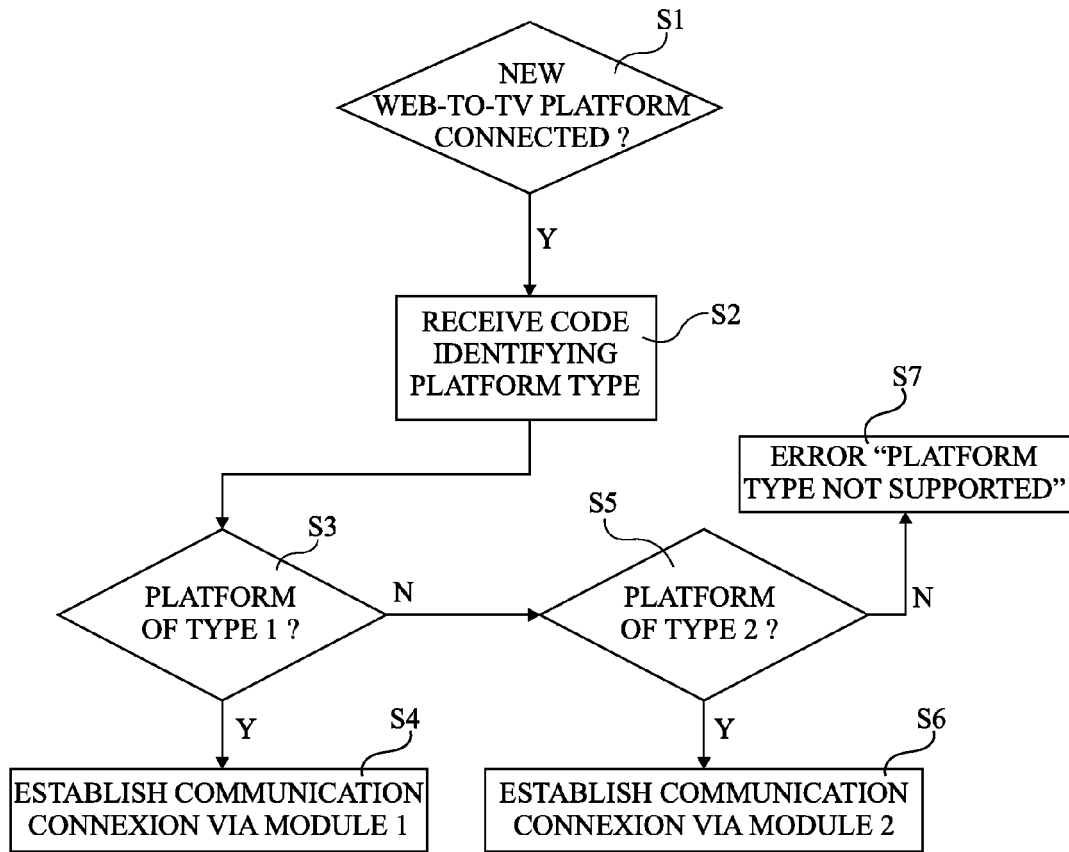 S1
NEW
WEB-TO-TV PLATFORM
CONNECTED ?
Y
RECEIVE CODE
IDENTIFYING
PLATFORM TYPE
S2
S7
ERROR “PLATFORM
TYPE NOT SUPPORTED”
S3
PLATFORM
OF TYPE 1 ?
N
S5
PLATFORM
OF TYPE 2 ?
N
Y
S4
ESTABLISH COMMUNICATION
CONNEXION VIA MODULE 1
Y
S6
ESTABLISH COMMUNICATION
CONNEXION VIA MODULE 2